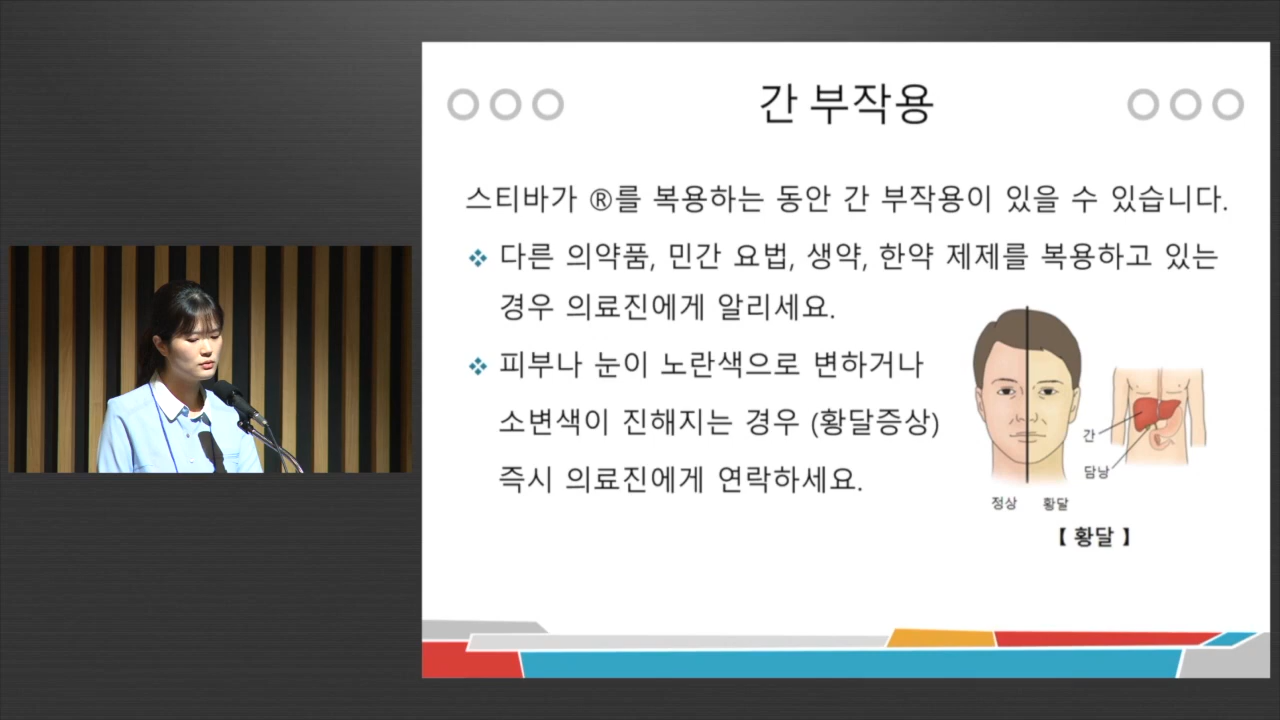 간 부작용
스티바가 ®를 복용하는 동안 간 부작용이 있을 수 있습니다.
❖ 다른 의약품, 민간 요법, 생약, 한약 제제를 복용하고 있는
경우 의료진에게 알리세요.
❖ 피부나 눈이 노란색으로 변하거나
소변색이 진해지는 경우 (황달증상)
즉시 의료진에게 연락하세요.
간
담낭
정상 황달
【 황달 】